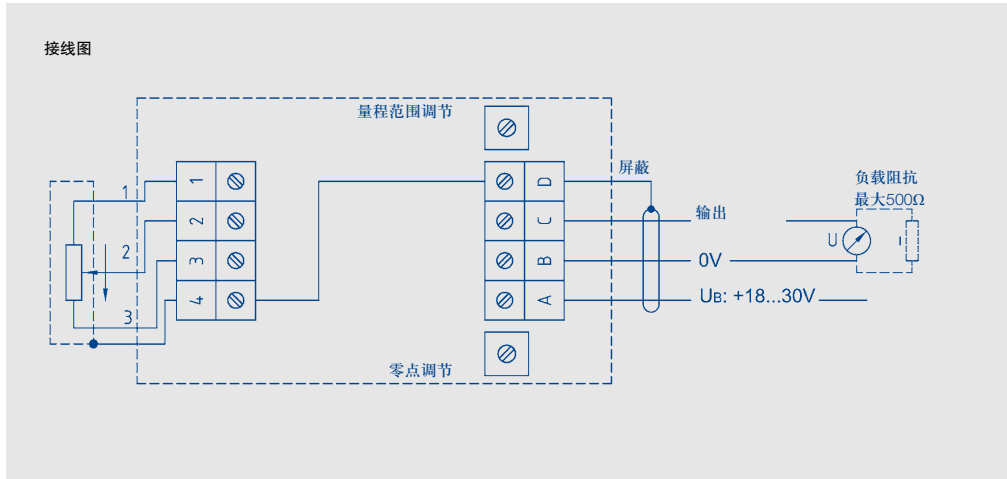 接线图
量程范围调节
屏蔽
负载阻抗
最大500Ω
1
1
D
2
C
输出
U
I
2
3
B
0V
4
A
UB: +18...30V
3
零点调节